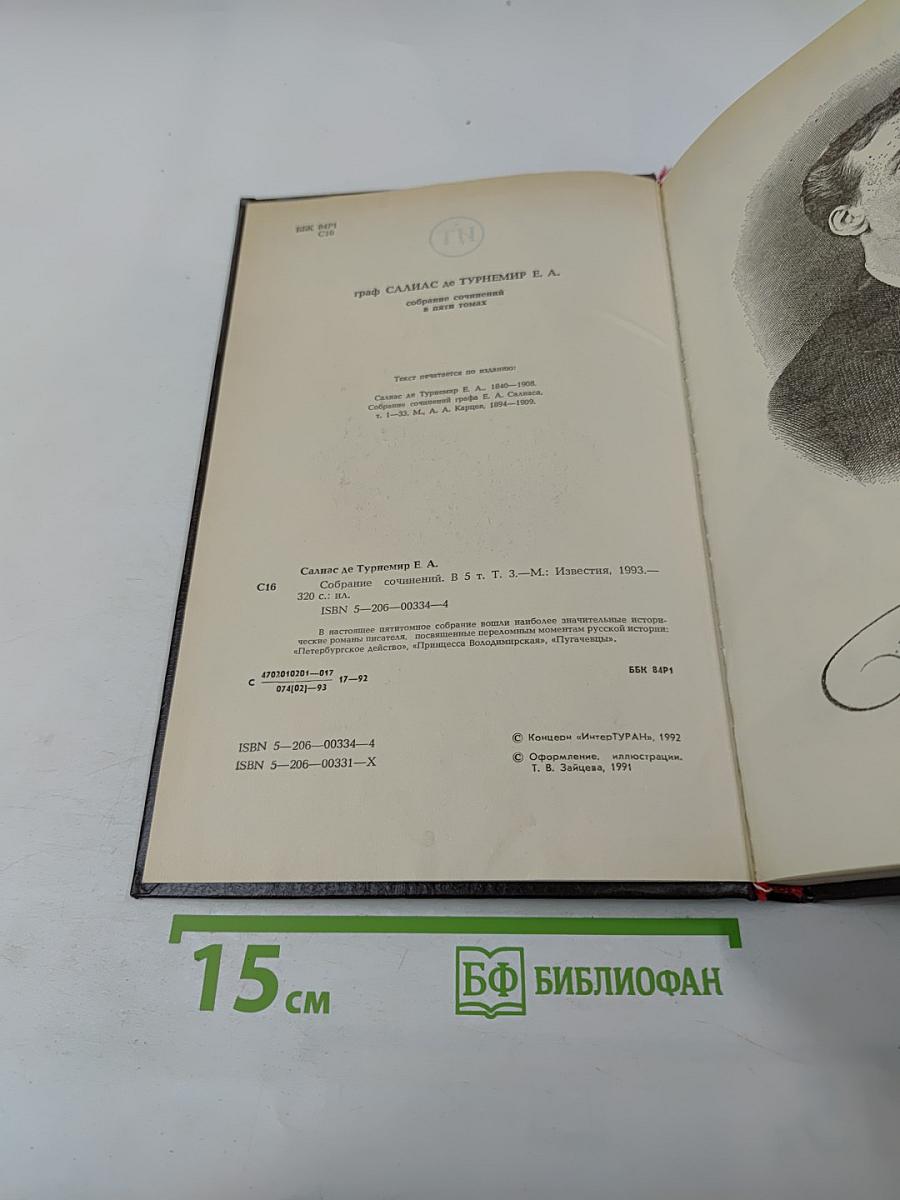 ББК 84Р1
С16
граф САЛИАС де ТУРНЕМИР Е. А.
собрание сочинений
в пяти томах
Текст печатается по изданию:
Салиас де Турнемир Е. А., 1840—1908.
Собрание сочинений графа Е. А. Салиаса,
т. 1—33. М., А. А. Карцев, 1894—1909.
Салиас де Турнемир Е. А.
С16 Собрание сочинений. В 5 т. Т. 3.—М.: Известия, 1993.—
320 с.: ил.
ISBN 5—206—00334—4
В настоящее пятитомное собрание вошли наиболее значительные истори-
ческие романы писателя, посвященные переломным моментам русской истории:
«Петербургское действо», «Принцесса Володимирская», «Пугачевцы».
С 4702010201—017
074(02)—93 17—92
ББК 84Р1
ISBN 5—206—00334—4
ISBN 5—206—00331—X
© Концерн «ИнтерТУРАН», 1992
© Оформление, иллюстрации.
Т. В. Зайцева, 1991
15 см
БФ БИБЛИОФАН